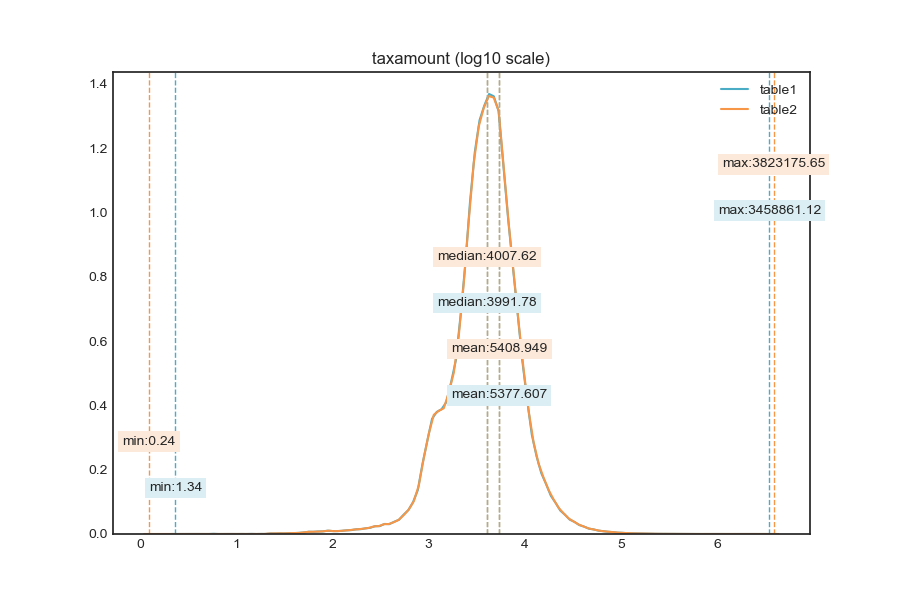 taxamount (log10 scale)
1.4
1.2
1.0
0.8
0.6
0.4
0.2
0.0
table1
table2
max:3823175.65
max:3458861.12
median:4007.62
median:3991.78
mean:5408.949
mean:5377.607
min:0.24
min:1.34
0 1 2 3 4 5 6